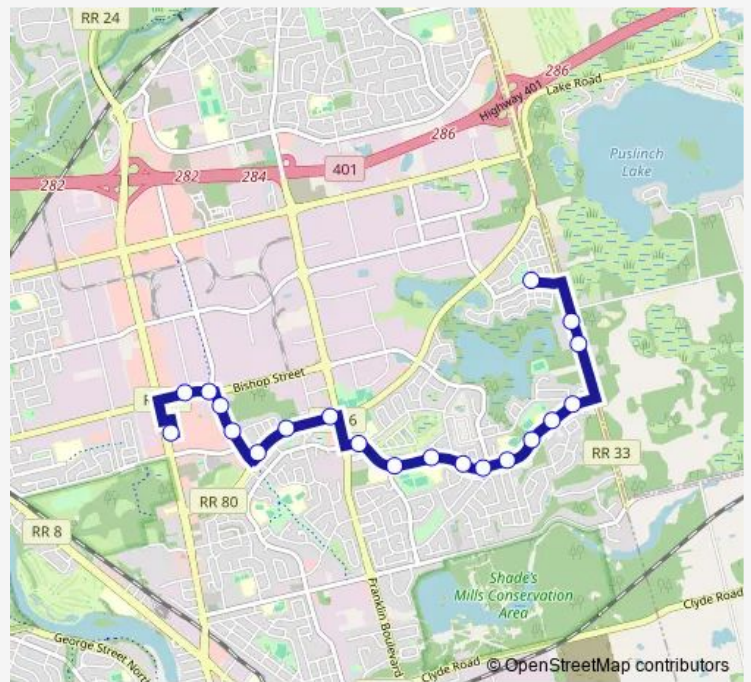 RR 24
286
Highway 401
Lake Road
286
401
282
282
284
Puslinch
Lake
Bishop Street
6
RR 33
RR 80
RR 8
Shade's
Mills Conservation
Area
Franklin Boulevard
Clyde Road
George Street North
Clyde Road
© OpenStreetMap contributors